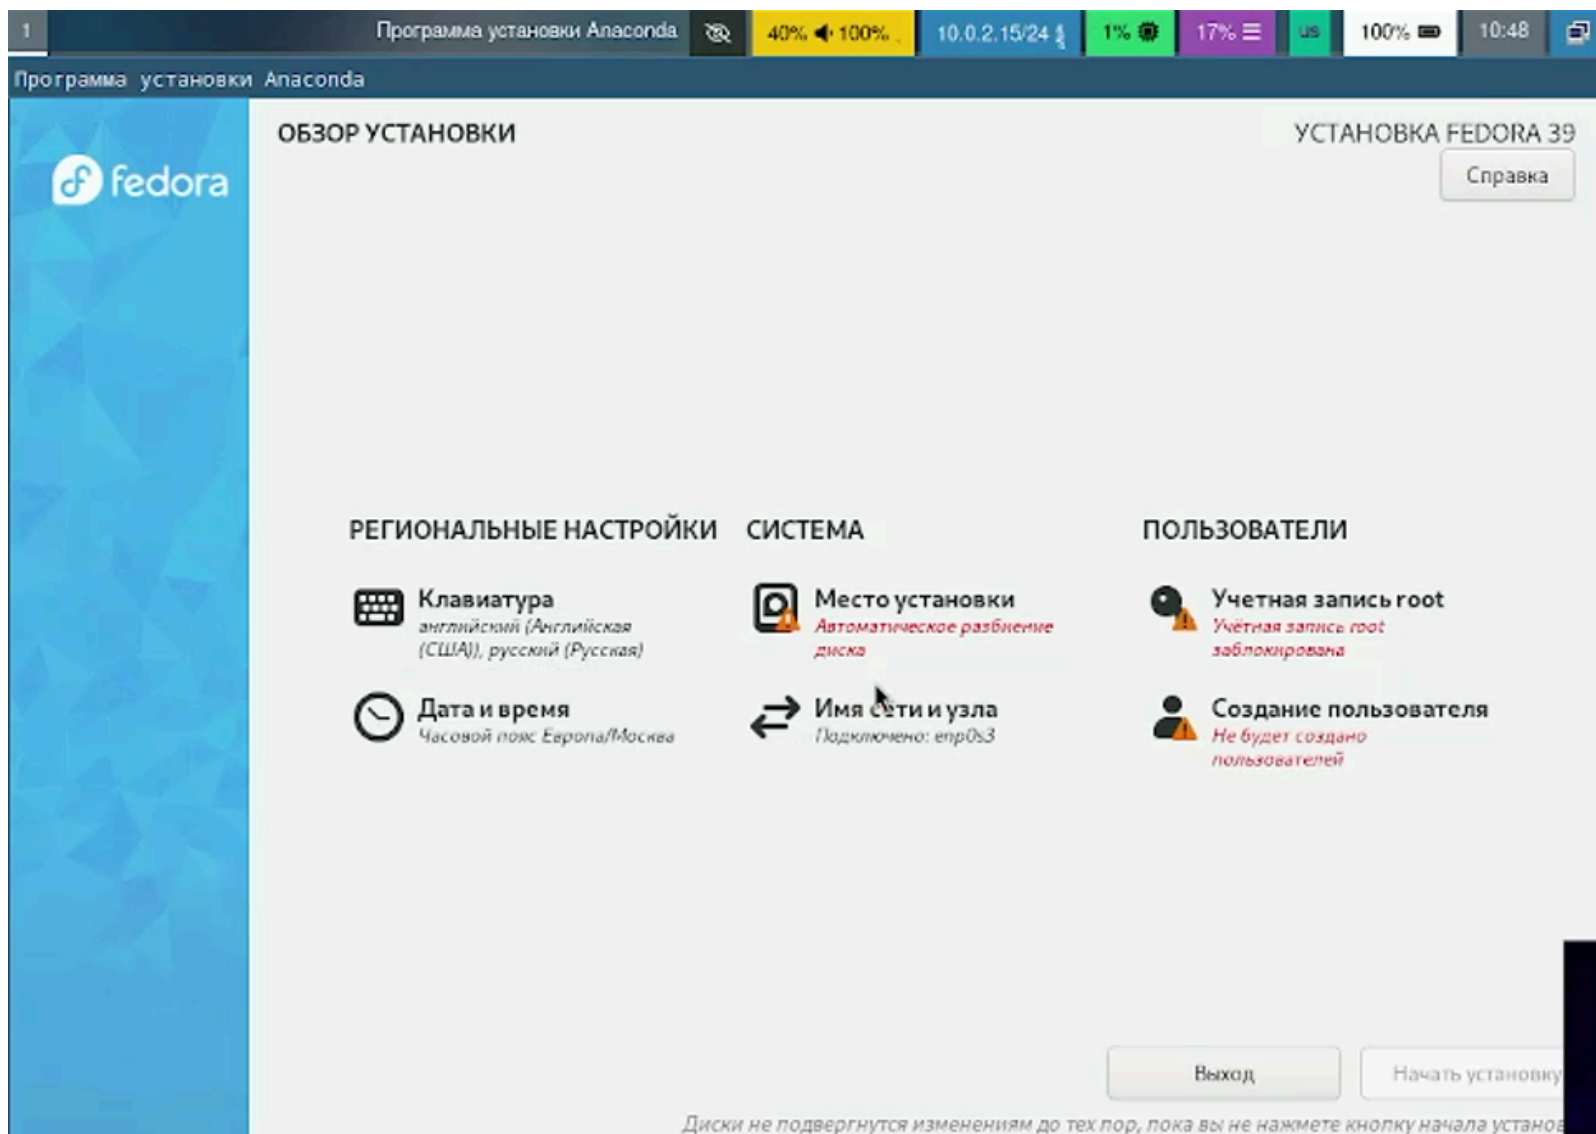 1 Программа установки Anaconda 40% 100% 10.0.2.15/24 1% 17% us 100% 10:48
Программа установки Anaconda
fedora
ОБЗОР УСТАНОВКИ
УСТАНОВКА FEDORA 39
Справка
РЕГИОНАЛЬНЫЕ НАСТРОЙКИ
Клавиатура
английский (Английская
(США)), русский (Русская)
Дата и время
Часовой пояс Европа/Москва
СИСТЕМА
Место установки
Автоматическое разбиение
диска
Имя сети и узла
Подключено: enp0s3
ПОЛЬЗОВАТЕЛИ
Учетная запись root
Учётная запись root
заблокирована
Создание пользователя
Не будет создано
пользователей
Выход
Начать установку
Диски не подвергнутся изменениям до тех пор, пока вы не нажмете кнопку начала установ